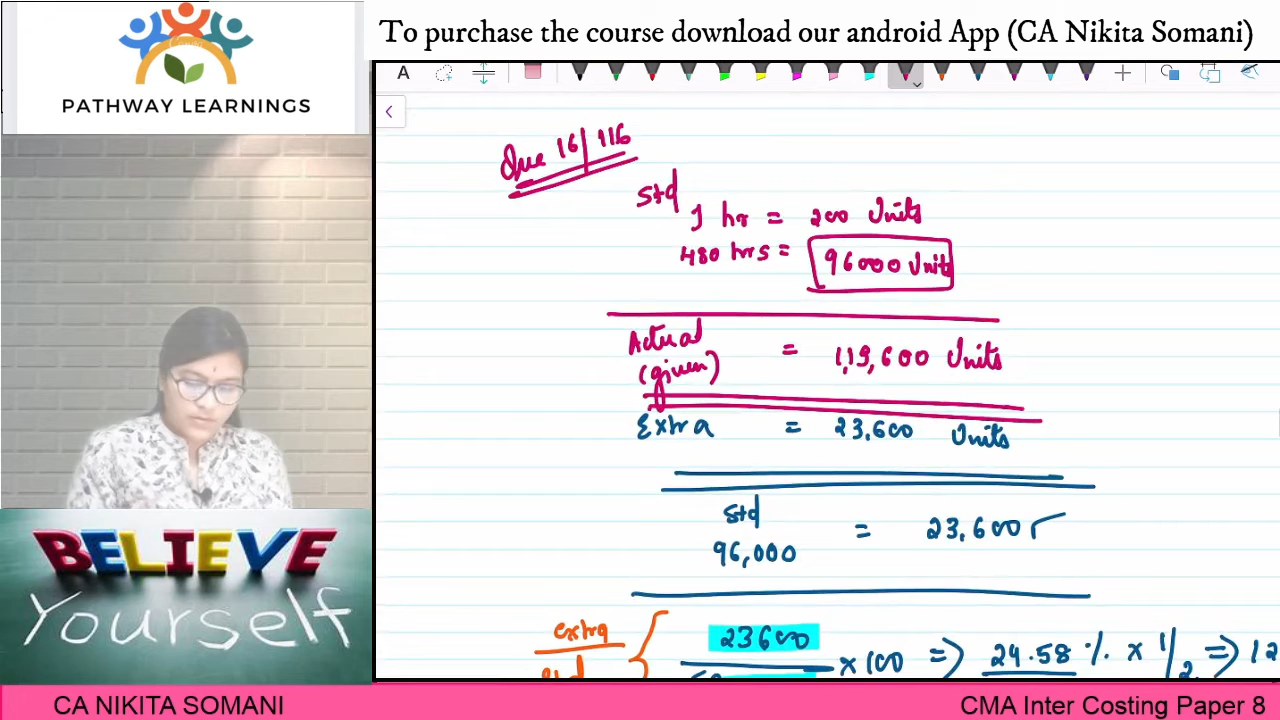 To purchase the course download our android App (CA Nikita Somani)
PATHWAY LEARNINGS
A
Que 16/116
Std
1 hr = 200 Units
480 hrs = 96000 Units
Actual (given) = 1,19,600 Units
Extra = 23,600 Units
Std
96,000 = 23,600
extra
Std
23600
× 100 => 24.58 % × 1/2 => 12
BELIEVE
Yourself
CA NIKITA SOMANI
CMA Inter Costing Paper 8